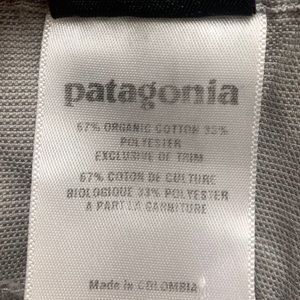 patagonia
67% ORGANIC COTTON 33%
POLYESTER
EXCLUSIVE OF TRIM
67% COTON DE CULTURE
BIOLOGIQUE 33% POLYESTER
A PART LA GARNITURE
Made in COLOMBIA